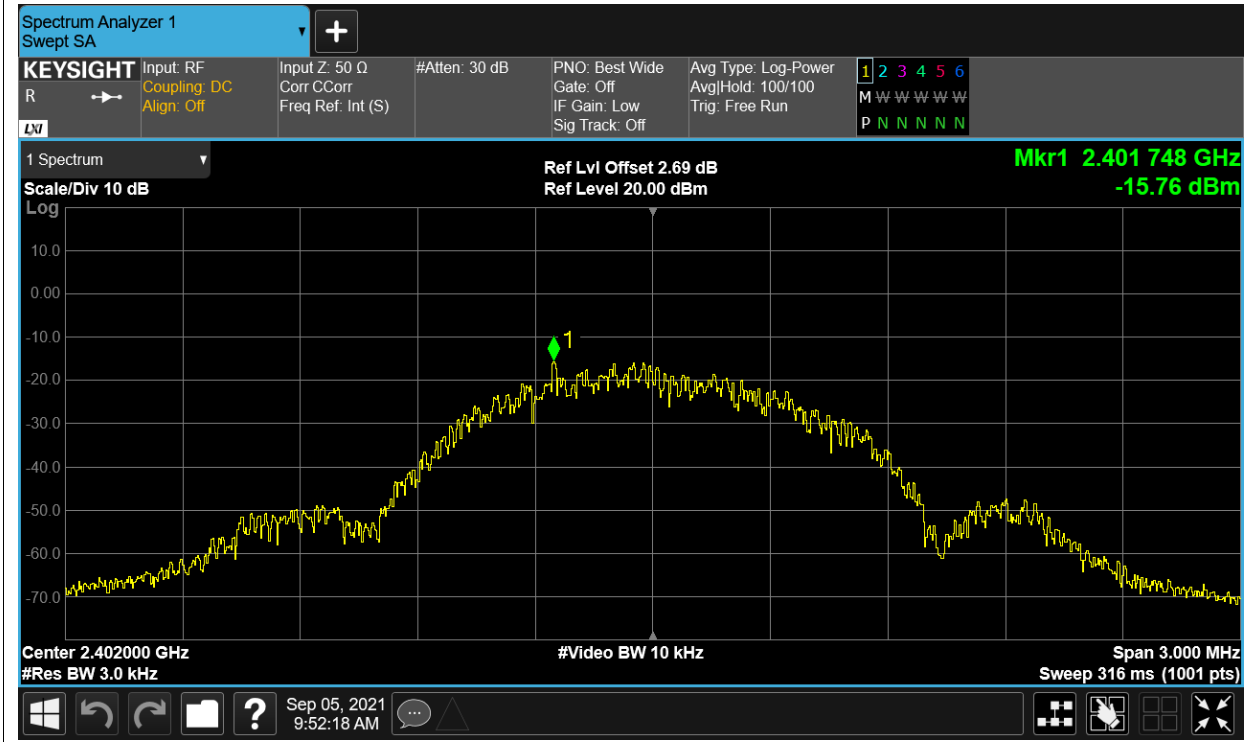 Spectrum Analyzer 1
Swept SA
KEYSIGHT
R
LXI
Input: RF
Coupling: DC
Align: Off
Input Z: 50 Ω
Corr CCorr
Freq Ref: Int (S)
#Atten: 30 dB
PNO: Best Wide
Gate: Off
IF Gain: Low
Sig Track: Off
Avg Type: Log-Power
Avg|Hold: 100/100
Trig: Free Run
1 2 3 4 5 6
M W W W W W
P N N N N N
1 Spectrum
Scale/Div 10 dB
Log
Ref Lvl Offset 2.69 dB
Ref Level 20.00 dBm
Mkr1 2.401 748 GHz
-15.76 dBm
10.0
0.00
-10.0
-20.0
-30.0
-40.0
-50.0
-60.0
-70.0
1
Center 2.402000 GHz
#Res BW 3.0 kHz
#Video BW 10 kHz
Span 3.000 MHz
Sweep 316 ms (1001 pts)
?
Sep 05, 2021
9:52:18 AM